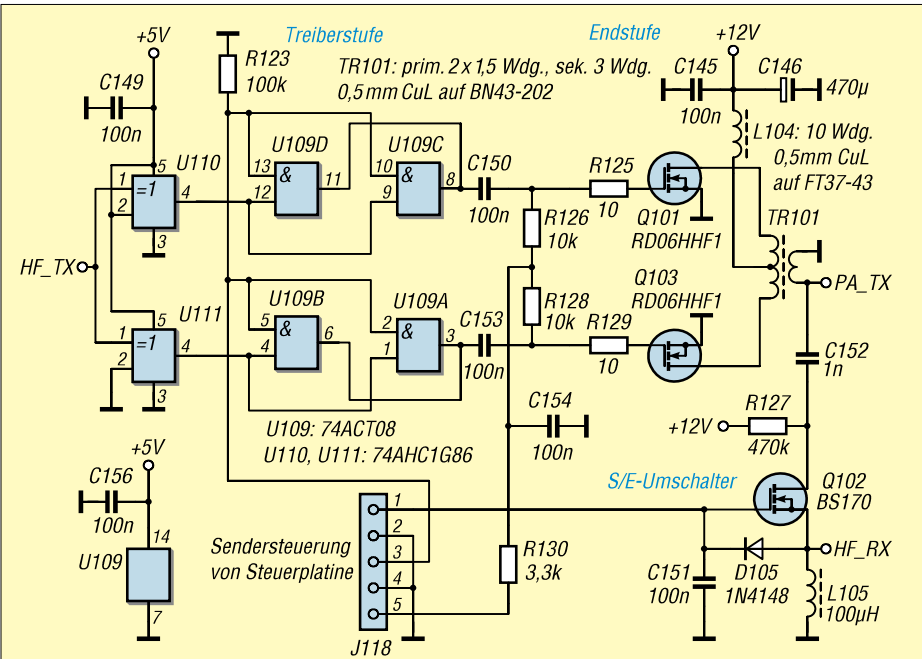 +5V
Treiberstufe
Endstufe
+12V
R123
100k
TR101: prim. 2 x 1,5 Wdg., sek. 3 Wdg.
0,5 mm CuL auf BN43-202
C149
100n
C145
100n
C146
470µ
L104: 10 Wdg.
0,5mm CuL
auf FT37-43
U110
=1
1
2
5
4
3
U109D
&
13
12
11
U109C
&
10
9
8
C150
100n
R125
10
Q101
RD06HHF1
R126
10k
TR101
HF_TX
PA_TX
U111
=1
1
2
5
4
3
U109B
&
5
4
6
U109A
&
2
1
3
C153
100n
R128
10k
R129
10
Q103
RD06HHF1
C152
1n
U109: 74ACT08
U110, U111: 74AHC1G86
C154
100n
+12V
R127
470k
+5V
C156
100n
U109
14
7
S/E-Umschalter
Q102
BS170
Sendersteuerung
von Steuerplatine
1
2
3
4
5
J118
R130
3,3k
C151
100n
D105
1N4148
HF_RX
L105
100µH